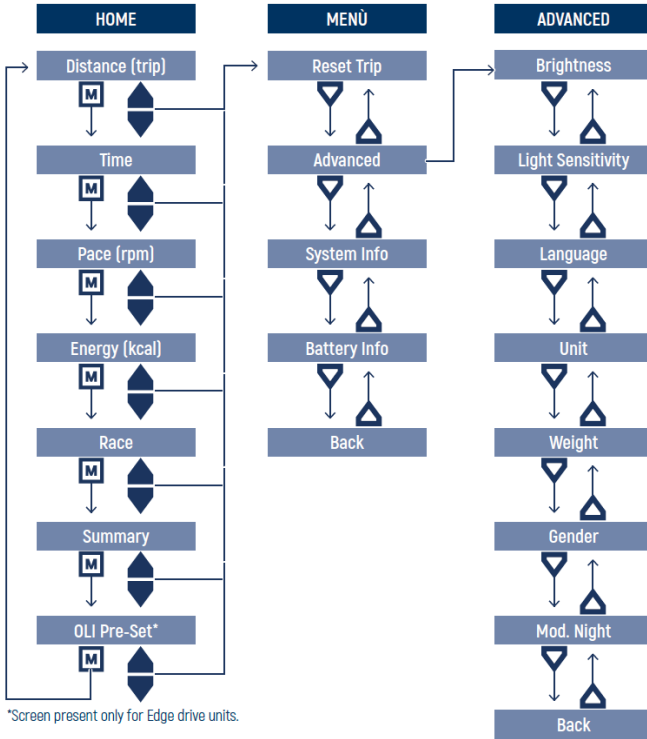 HOME
Distance (trip)
M
Time
M
Pace (rpm)
M
Energy (kcal)
M
Race
M
Summary
M
OLI Pre-Set*
M
*Screen present only for Edge drive units.
MENÙ
Reset Trip
Advanced
System Info
Battery Info
Back
ADVANCED
Brightness
Light Sensitivity
Language
Unit
Weight
Gender
Mod. Night
Back